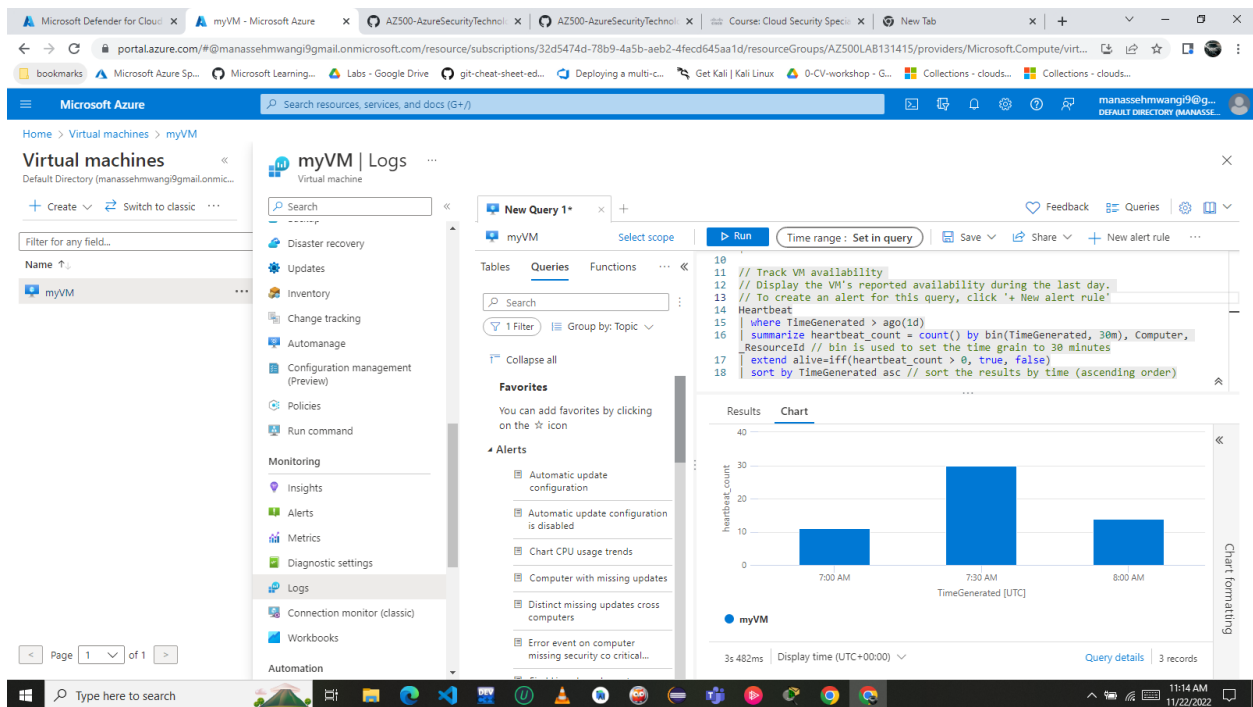 Microsoft Defender for Cloud
myVM - Microsoft Azure
AZ500-AzureSecurityTechnolo
AZ500-AzureSecurityTechnolo
Course: Cloud Security Specia
New Tab
portal.azure.com/#@manassehmwangi9gmail.onmicrosoft.com/resource/subscriptions/32d5474d-78b9-4a5b-aeb2-4fecd645aa1d/resourceGroups/AZ500LAB131415/providers/Microsoft.Compute/virt...
bookmarks
Microsoft Azure Sp...
Microsoft Learning...
Labs - Google Drive
git-cheat-sheet-ed...
Deploying a multi-c...
Get Kali | Kali Linux
0-CV-workshop - G...
Collections - clouds...
Collections - clouds...
Microsoft Azure
Search resources, services, and docs (G+/)
manassehmwangi9@g...
DEFAULT DIRECTORY (MANASSE...
Home > Virtual machines > myVM
Virtual machines
Default Directory (manassehmwangi9gmail.onmic...
+ Create
Switch to classic
Filter for any field...
Name ↑↓
myVM
< Page 1 of 1 >
myVM | Logs
Virtual machine
Search
Disaster recovery
Updates
Inventory
Change tracking
Automanage
Configuration management
(Preview)
Policies
Run command
Monitoring
Insights
Alerts
Metrics
Diagnostic settings
Logs
Connection monitor (classic)
Workbooks
Automation
New Query 1*
Feedback
Queries
myVM
Select scope
Run
Time range : Set in query
Save
Share
+ New alert rule
Tables
Queries
Functions
Search
1 Filter
Group by: Topic
Collapse all
Favorites
You can add favorites by clicking
on the ☆ icon
Alerts
Automatic update
configuration
Automatic update configuration
is disabled
Chart CPU usage trends
Computer with missing updates
Distinct missing updates cross
computers
Error event on computer
missing security co critical...
10
11 // Track VM availability
12 // Display the VM's reported availability during the last day.
13 // To create an alert for this query, click '+ New alert rule'
14 Heartbeat
15 | where TimeGenerated > ago(1d)
16 | summarize heartbeat_count = count() by bin(TimeGenerated, 30m), Computer,
_ResourceId // bin is used to set the time grain to 30 minutes
17 | extend alive=iff(heartbeat_count > 0, true, false)
18 | sort by TimeGenerated asc // sort the results by time (ascending order)
Results
Chart
40
30
20
10
0
heartbeat_count
7:00 AM
7:30 AM
8:00 AM
TimeGenerated [UTC]
myVM
Chart formatting
3s 482ms
Display time (UTC+00:00)
Query details
3 records
Type here to search
11:14 AM
11/22/2022